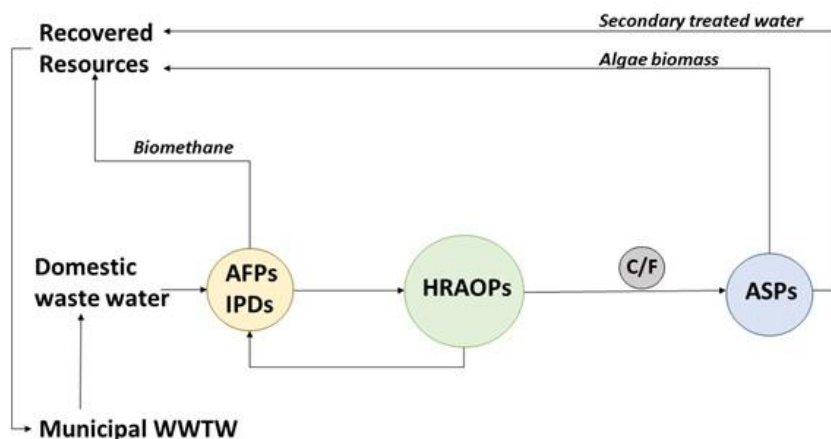 Recovered
Resources
Secondary treated water
Algae biomass
Biomethane
Domestic
waste water
AFPs
IPDs
HRAOPs
C/F
ASPs
Municipal WWTW